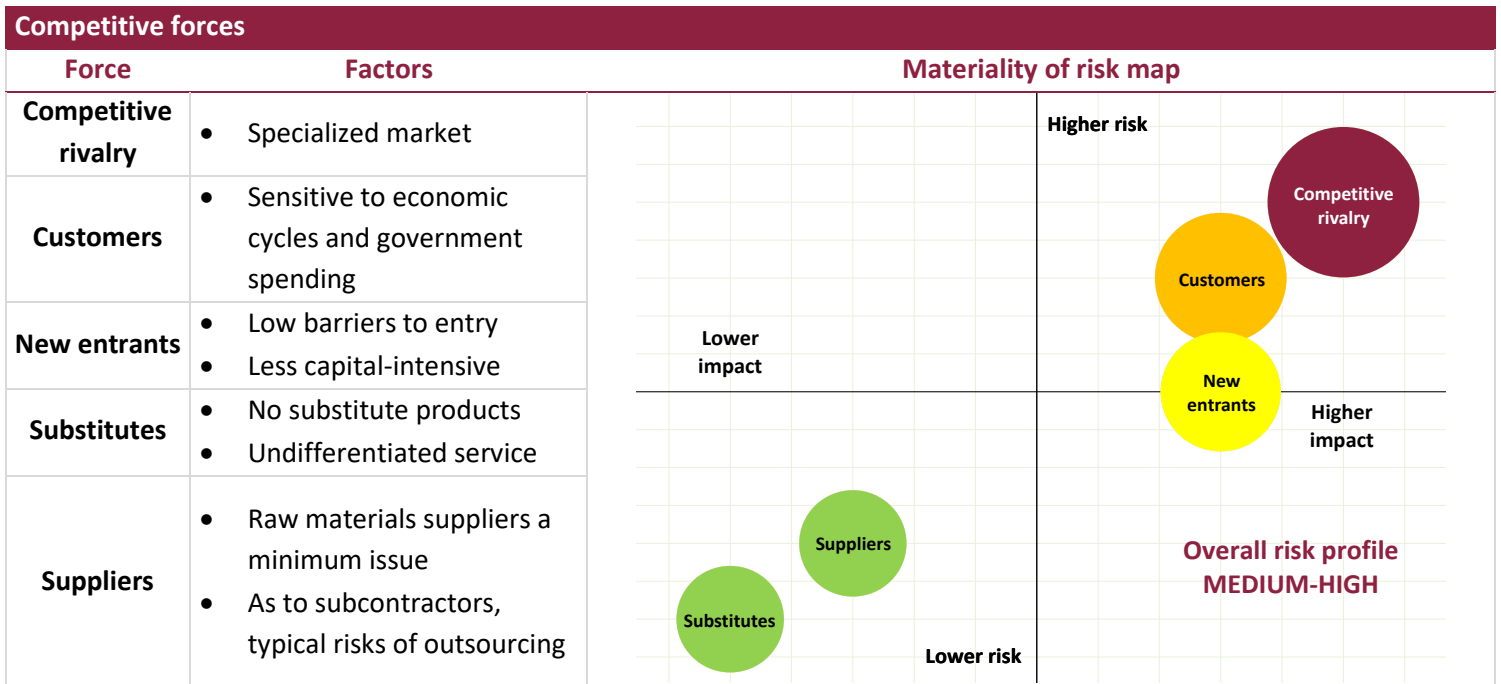 Competitive forces
Force
Factors
Materiality of risk map
Competitive
rivalry
• Specialized market
Customers
• Sensitive to economic
cycles and government
spending
New entrants
• Low barriers to entry
• Less capital-intensive
Substitutes
• No substitute products
• Undifferentiated service
Suppliers
• Raw materials suppliers a
minimum issue
• As to subcontractors,
typical risks of outsourcing
Higher risk
Competitive
rivalry
Customers
Lower
impact
New
entrants
Higher
impact
Suppliers
Overall risk profile
MEDIUM-HIGH
Substitutes
Lower risk